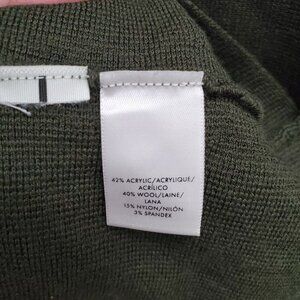 42% ACRYLIC/ACRYLIQUE/
ACRÍLICO
40% WOOL/LAINE/
LANA
15% NYLON/NILÓN
3% SPANDEX